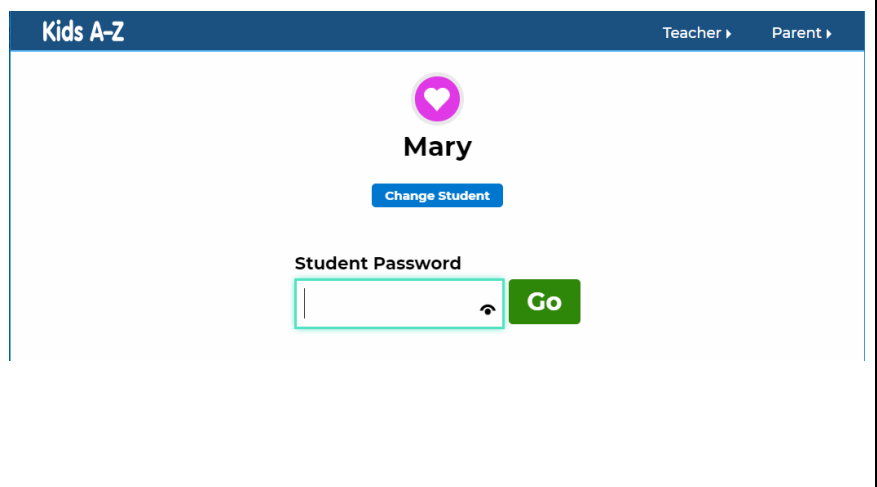 Kids A-Z
Teacher Parent
Mary
Change Student
Student Password
Go